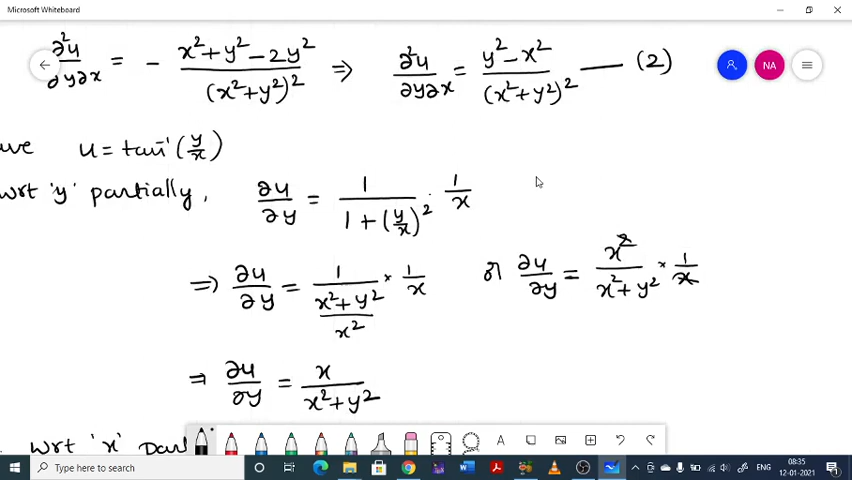 Microsoft Whiteboard
∂²u/∂y∂x = - (x²+y²-2y²)/(x²+y²)² ⇒ ∂²u/∂y∂x = (y²-x²)/(x²+y²)² —— (2)
u = tan⁻¹(y/x)
wrt 'y' partially, ∂u/∂y = 1/(1+(y/x)²) · 1/x
⇒ ∂u/∂y = 1/((x²+y²)/x²) × 1/x or ∂u/∂y = x²/(x²+y²) × 1/x
⇒ ∂u/∂y = x/(x²+y²)
wrt 'x'
NA
A
Type here to search
ENG
08:35
12-01-2021